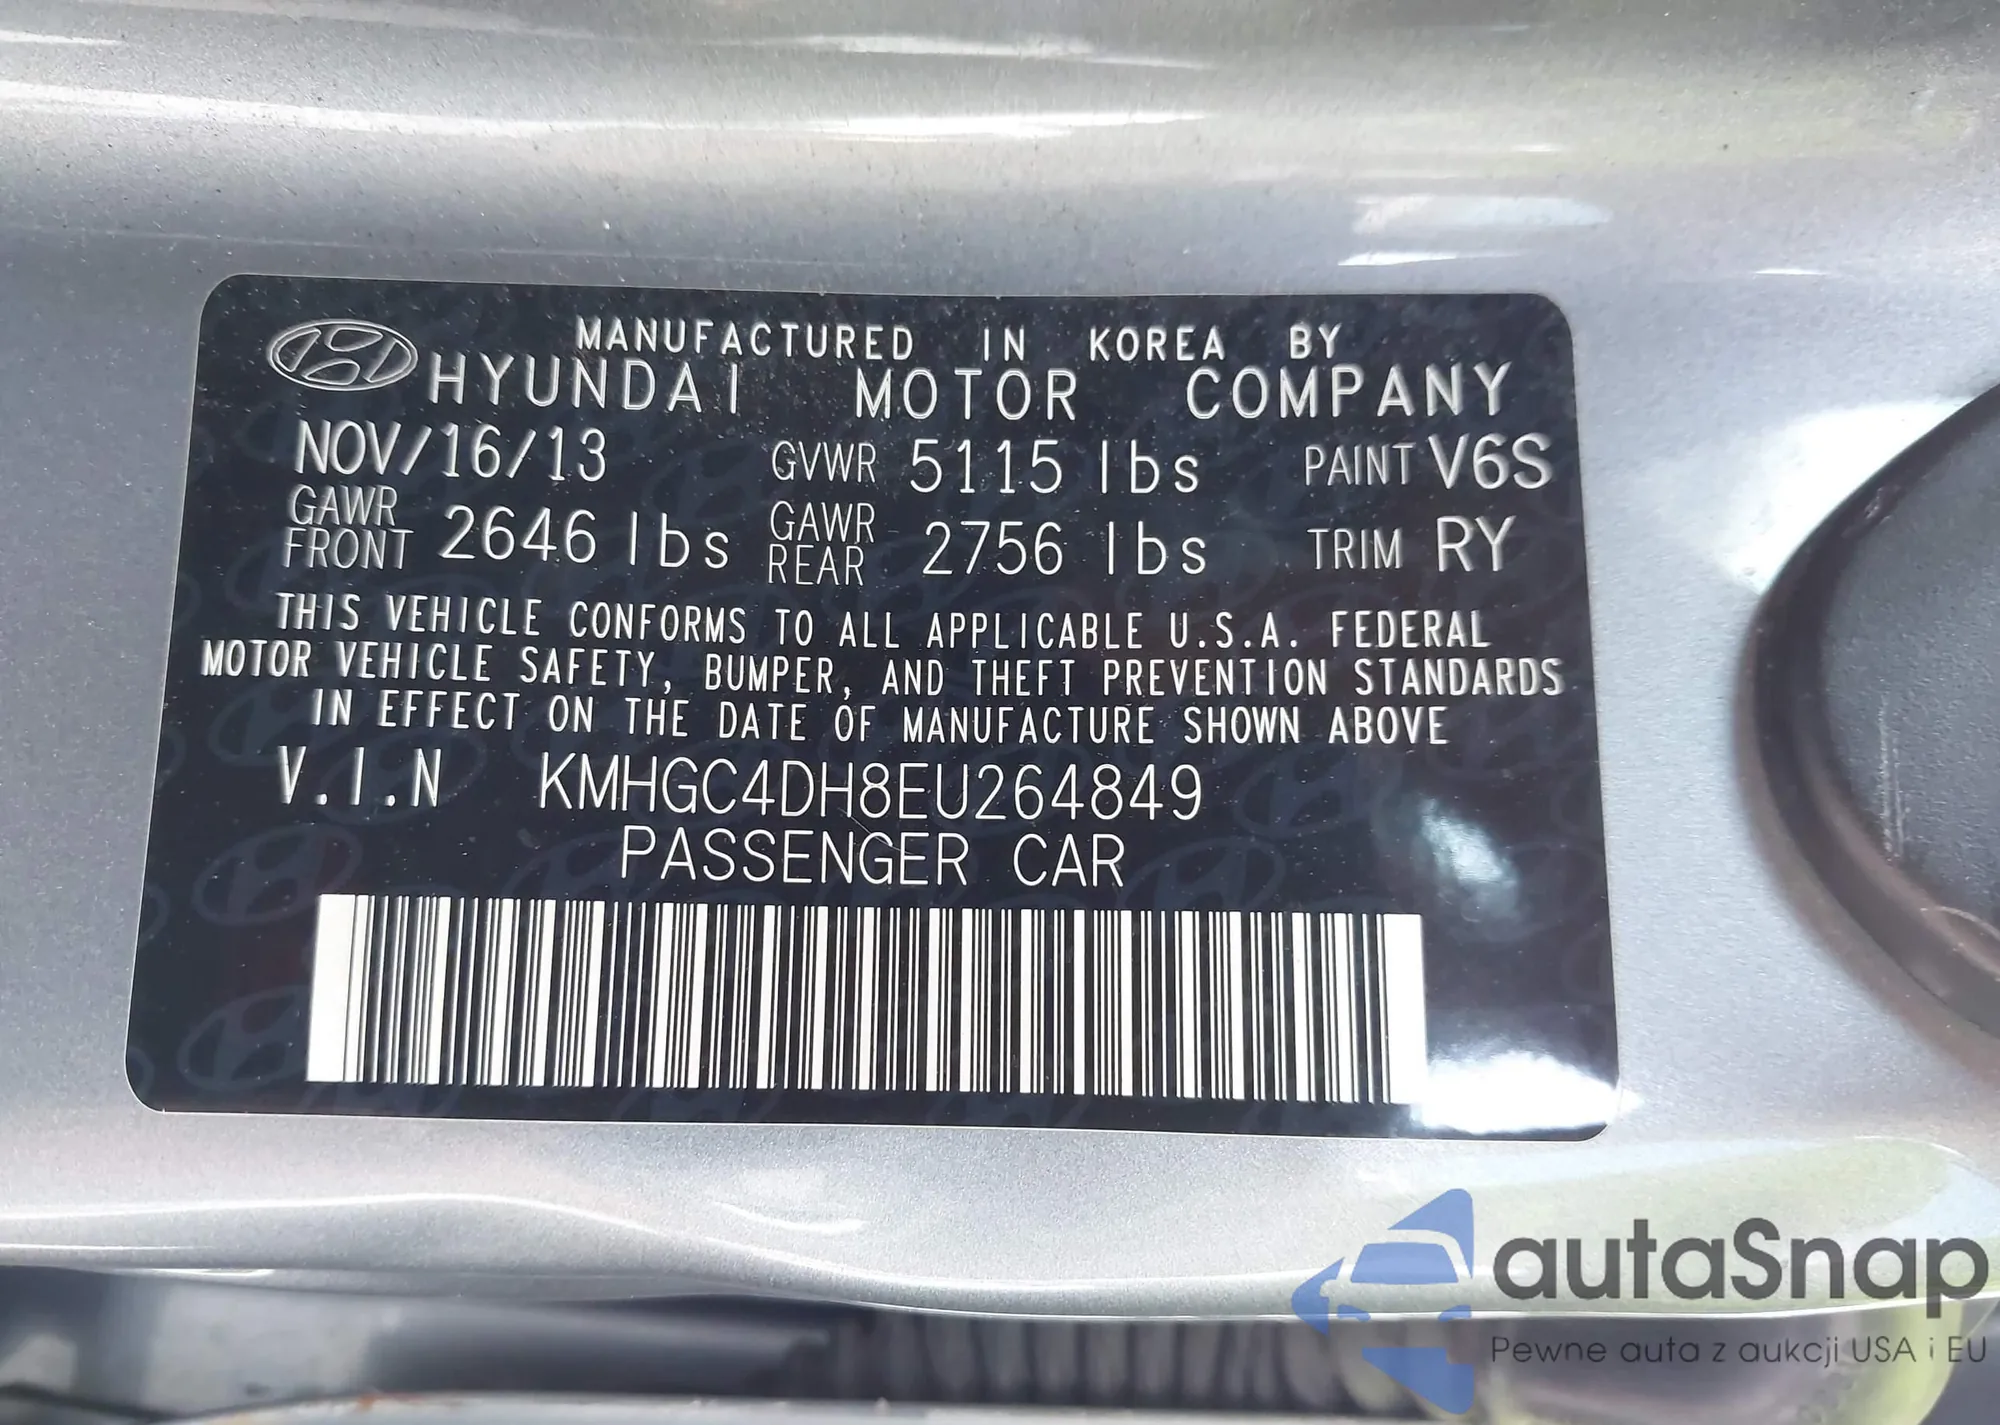 MANUFACTURED IN KOREA BY
HYUNDAI MOTOR COMPANY
NOV/16/13 GVWR 5115 lbs PAINT V6S
GAWR FRONT 2646 lbs GAWR REAR 2756 lbs TRIM RY
THIS VEHICLE CONFORMS TO ALL APPLICABLE U.S.A. FEDERAL
MOTOR VEHICLE SAFETY, BUMPER, AND THEFT PREVENTION STANDARDS
IN EFFECT ON THE DATE OF MANUFACTURE SHOWN ABOVE
V.I.N KMHGC4DH8EU264849
PASSENGER CAR
autaSnap
Pewne auta z aukcji USA i EU